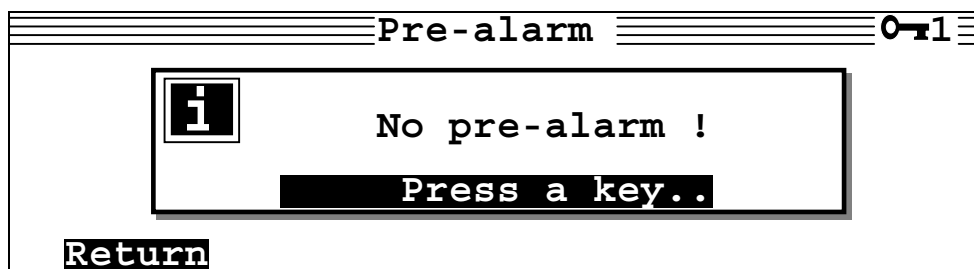 Pre-alarm 1
i
No pre-alarm !
Press a key..
Return